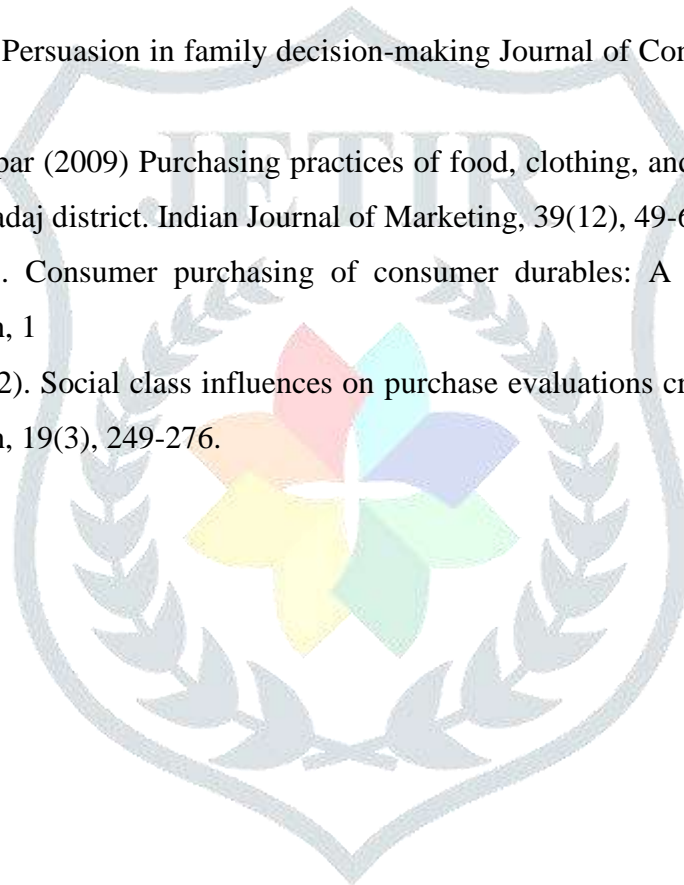 Persuasion in family decision-making Journal of Con
JETIR
par (2009) Purchasing practices of food, clothing, and
adaj district. Indian Journal of Marketing, 39(12), 49-6
. Consumer purchasing of consumer durables: A
n, 1
2). Social class influences on purchase evaluations cr
n, 19(3), 249-276.